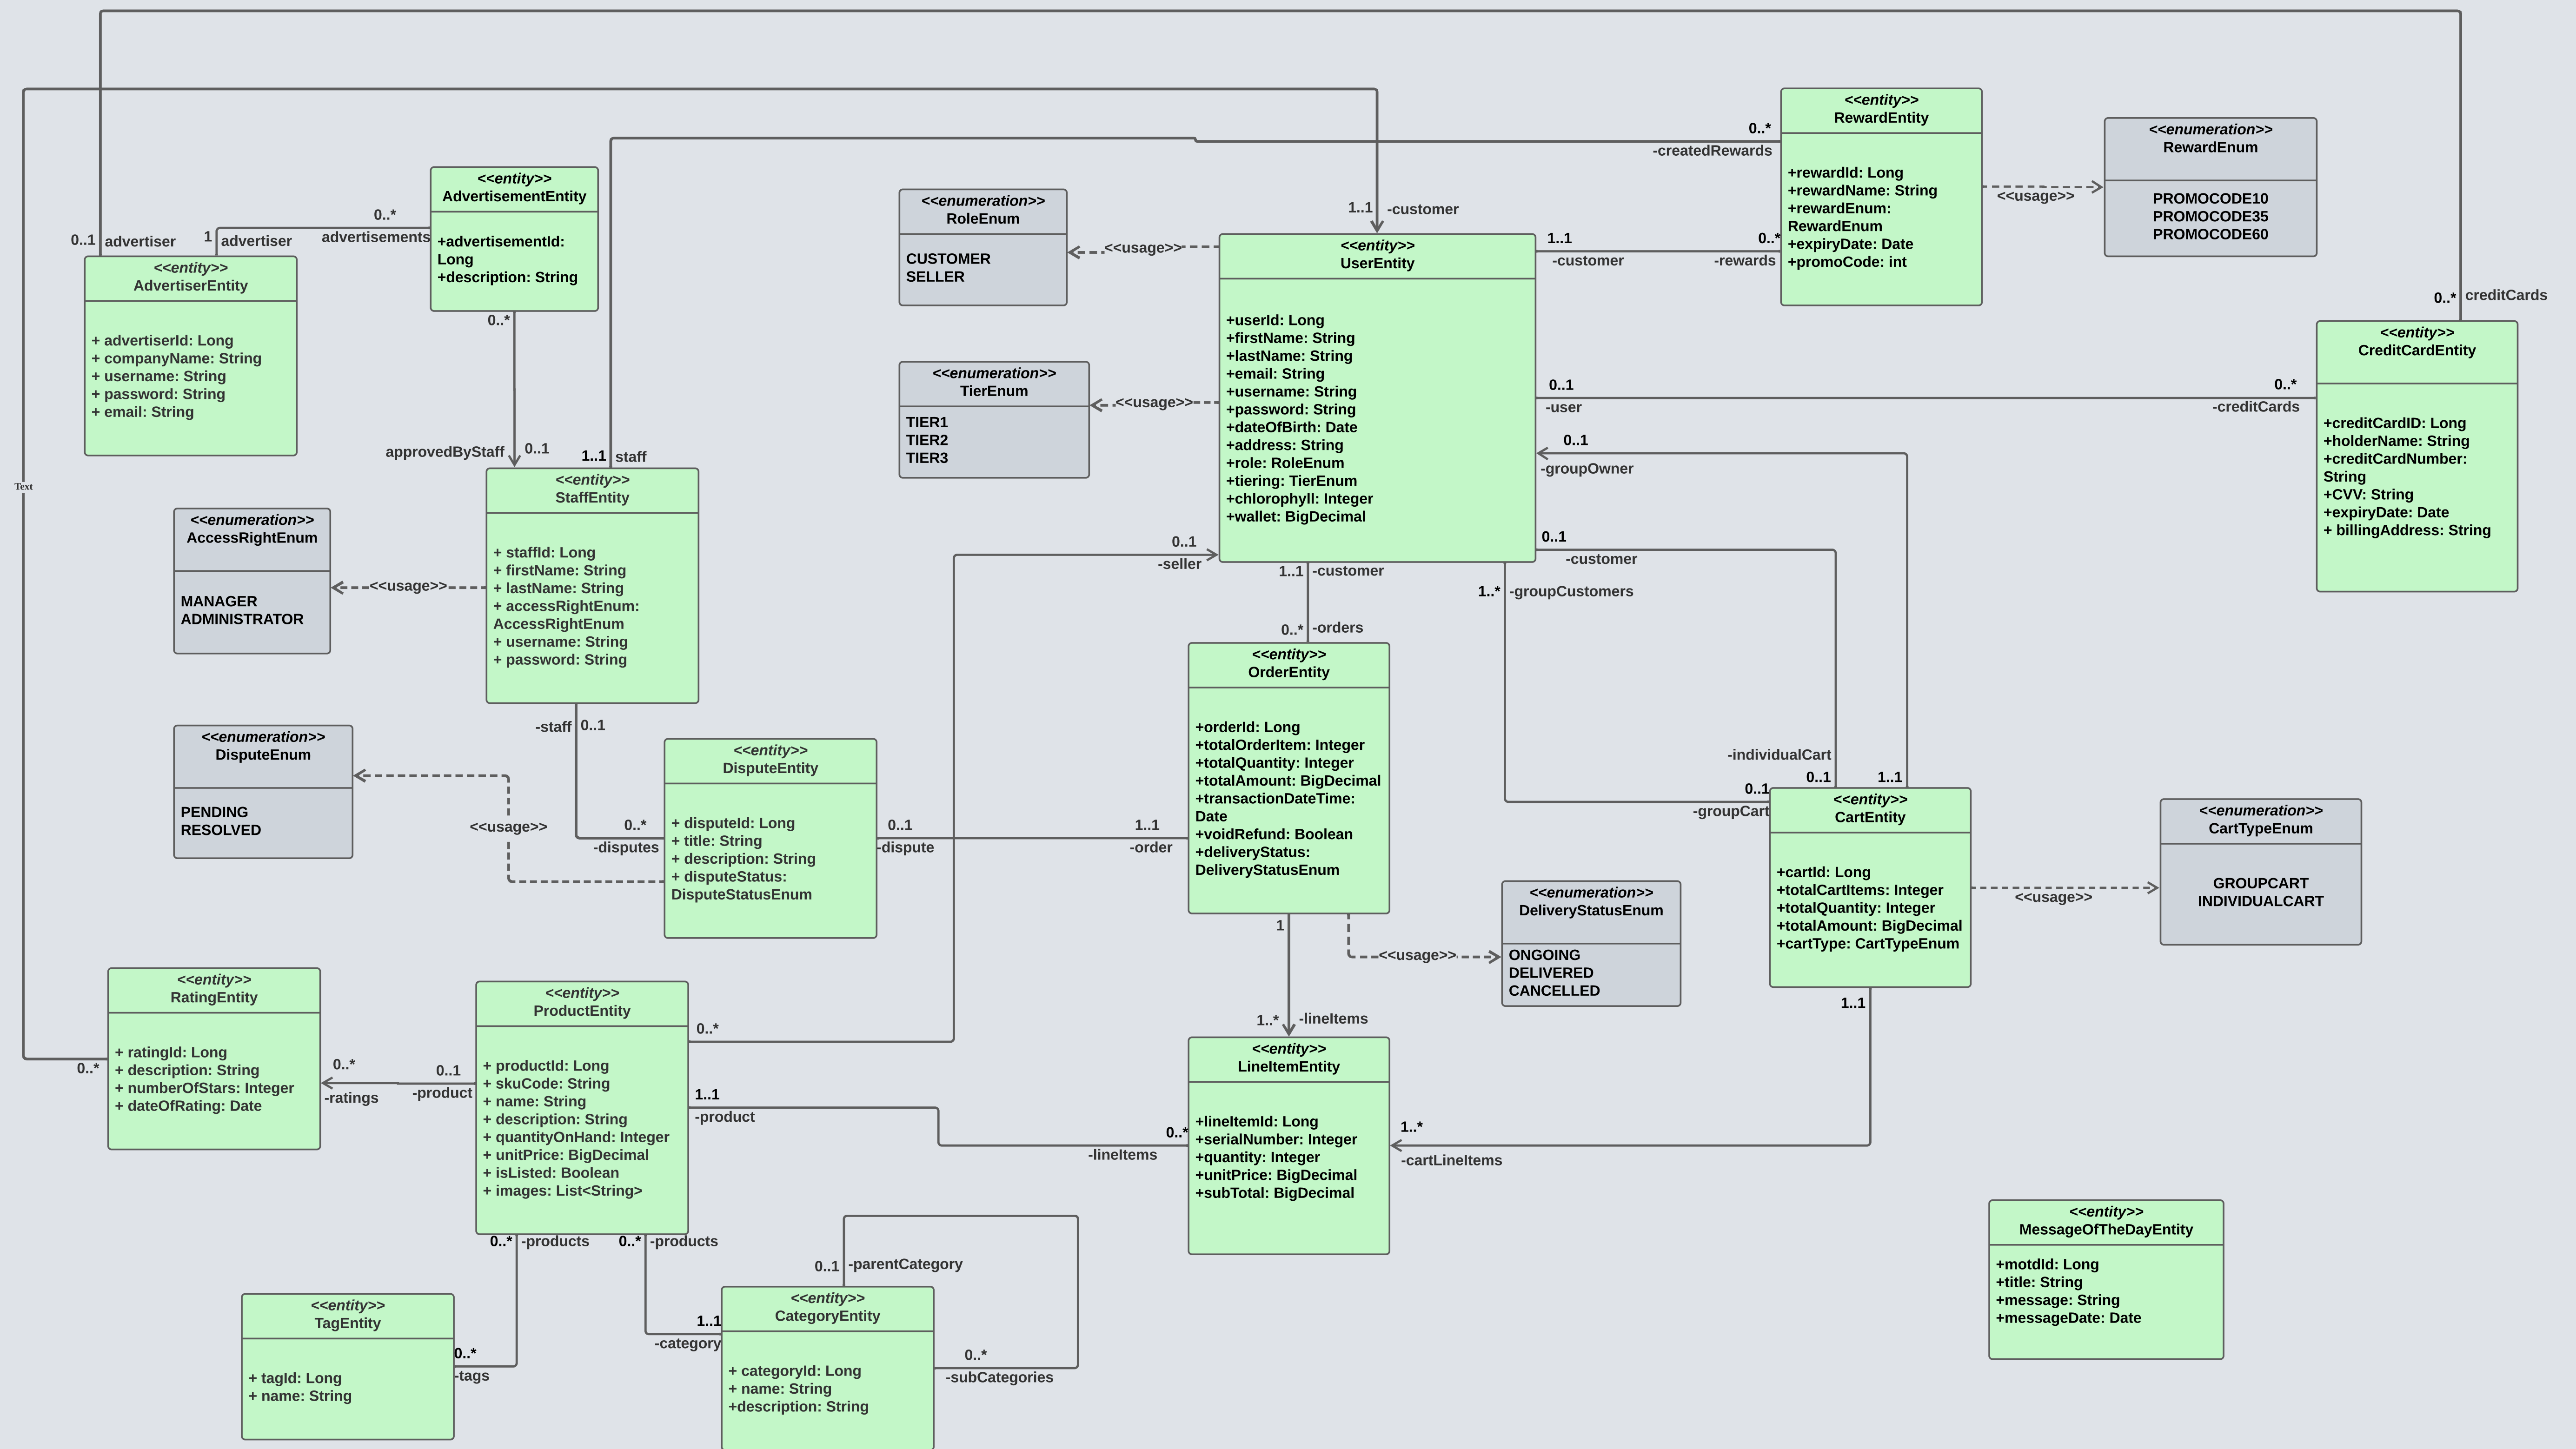 <<entity>>
RewardEntity
+rewardId: Long
+rewardName: String
+rewardEnum:
RewardEnum
+expiryDate: Date
+promoCode: int
<<enumeration>>
RewardEnum
PROMOCODE10
PROMOCODE35
PROMOCODE60
<<usage>>
0..*
-createdRewards
<<entity>>
AdvertisementEntity
+advertisementId:
Long
+description: String
0..*
advertisements
1
advertiser
0..1
advertiser
<<entity>>
AdvertiserEntity
+ advertiserId: Long
+ companyName: String
+ username: String
+ password: String
+ email: String
0..*
approvedByStaff
0..1
1..1
staff
<<enumeration>>
RoleEnum
CUSTOMER
SELLER
<<usage>>
<<enumeration>>
TierEnum
TIER1
TIER2
TIER3
<<usage>>
1..1
-customer
<<entity>>
UserEntity
+userId: Long
+firstName: String
+lastName: String
+email: String
+username: String
+password: String
+dateOfBirth: Date
+address: String
+role: RoleEnum
+tiering: TierEnum
+chlorophyll: Integer
+wallet: BigDecimal
1..1
-customer
0..*
-rewards
0..1
-user
0..*
-creditCards
0..*
creditCards
<<entity>>
CreditCardEntity
+creditCardID: Long
+holderName: String
+creditCardNumber:
String
+CVV: String
+expiryDate: Date
+ billingAddress: String
0..1
-groupOwner
0..1
-customer
0..1
-seller
1..1
-customer
1..*
-groupCustomers
0..*
-orders
Text
<<entity>>
StaffEntity
+ staffId: Long
+ firstName: String
+ lastName: String
+ accessRightEnum:
AccessRightEnum
+ username: String
+ password: String
<<enumeration>>
AccessRightEnum
MANAGER
ADMINISTRATOR
<<usage>>
-staff
0..1
<<enumeration>>
DisputeEnum
PENDING
RESOLVED
<<usage>>
0..*
-disputes
<<entity>>
DisputeEntity
+ disputeId: Long
+ title: String
+ description: String
+ disputeStatus:
DisputeStatusEnum
0..1
-dispute
1..1
-order
<<entity>>
OrderEntity
+orderId: Long
+totalOrderItem: Integer
+totalQuantity: Integer
+totalAmount: BigDecimal
+transactionDateTime:
Date
+voidRefund: Boolean
+deliveryStatus:
DeliveryStatusEnum
-individualCart
0..1
1..1
0..1
-groupCart
<<entity>>
CartEntity
+cartId: Long
+totalCartItems: Integer
+totalQuantity: Integer
+totalAmount: BigDecimal
+cartType: CartTypeEnum
<<usage>>
<<enumeration>>
CartTypeEnum
GROUPCART
INDIVIDUALCART
<<enumeration>>
DeliveryStatusEnum
ONGOING
DELIVERED
CANCELLED
<<usage>>
1
1..*
-lineItems
1..1
<<entity>>
RatingEntity
+ ratingId: Long
+ description: String
+ numberOfStars: Integer
+ dateOfRating: Date
0..*
0..*
-ratings
0..1
-product
<<entity>>
ProductEntity
+ productId: Long
+ skuCode: String
+ name: String
+ description: String
+ quantityOnHand: Integer
+ unitPrice: BigDecimal
+ isListed: Boolean
+ images: List<String>
0..*
1..1
-product
0..*
-lineItems
<<entity>>
LineItemEntity
+lineItemId: Long
+serialNumber: Integer
+quantity: Integer
+unitPrice: BigDecimal
+subTotal: BigDecimal
1..*
-cartLineItems
<<entity>>
MessageOfTheDayEntity
+motdId: Long
+title: String
+message: String
+messageDate: Date
0..*
-products
0..*
-products
<<entity>>
TagEntity
+ tagId: Long
+ name: String
0..*
-tags
1..1
-category
0..1
-parentCategory
<<entity>>
CategoryEntity
+ categoryId: Long
+ name: String
+description: String
0..*
-subCategories